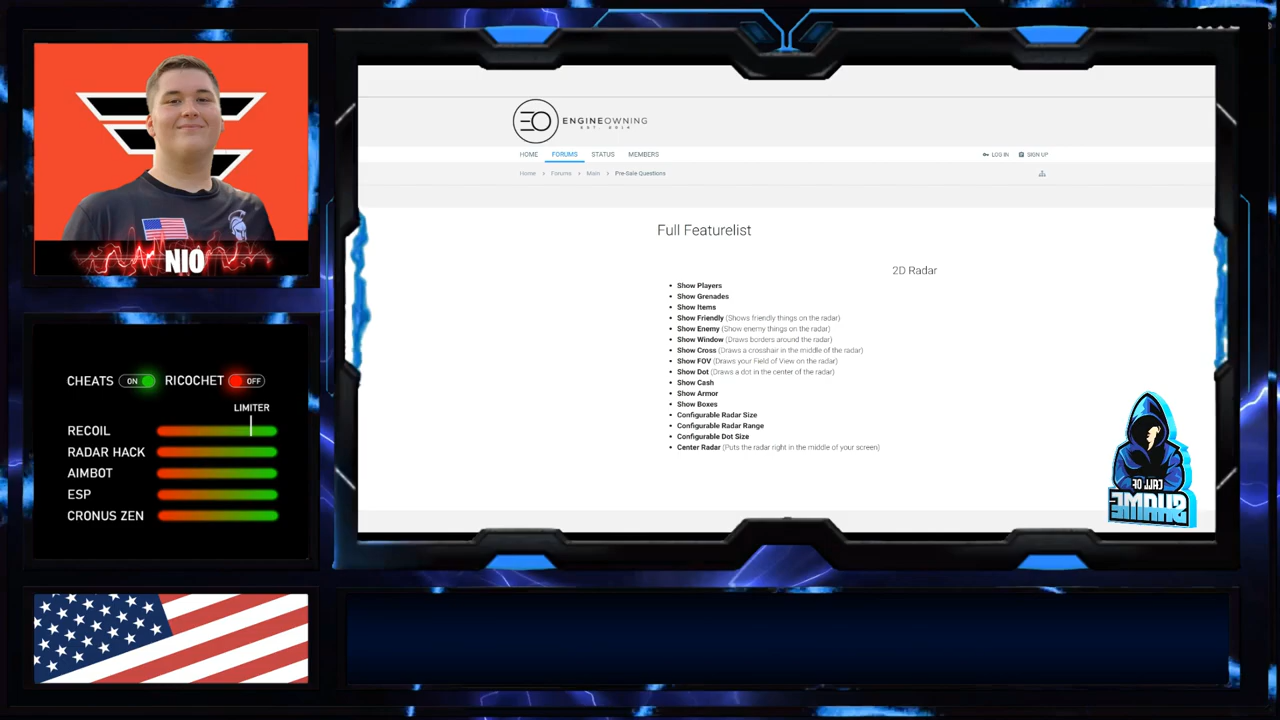 NIO
CHEATS ON RICOCHET OFF
LIMITER
RECOIL
RADAR HACK
AIMBOT
ESP
CRONUS ZEN
EO ENGINEOWNING
EST. 2014
HOME FORUMS STATUS MEMBERS LOG IN SIGN UP
Home > Forums > Main > Pre-Sale Questions
Full Featurelist
2D Radar
• Show Players
• Show Grenades
• Show Items
• Show Friendly (Shows friendly things on the radar)
• Show Enemy (Show enemy things on the radar)
• Show Window (Draws borders around the radar)
• Show Cross (Draws a crosshair in the middle of the radar)
• Show FOV (Draws your Field of View on the radar)
• Show Dot (Draws a dot in the center of the radar)
• Show Cash
• Show Armor
• Show Boxes
• Configurable Radar Size
• Configurable Radar Range
• Configurable Dot Size
• Center Radar (Puts the radar right in the middle of your screen)
CALL OF
SHAME